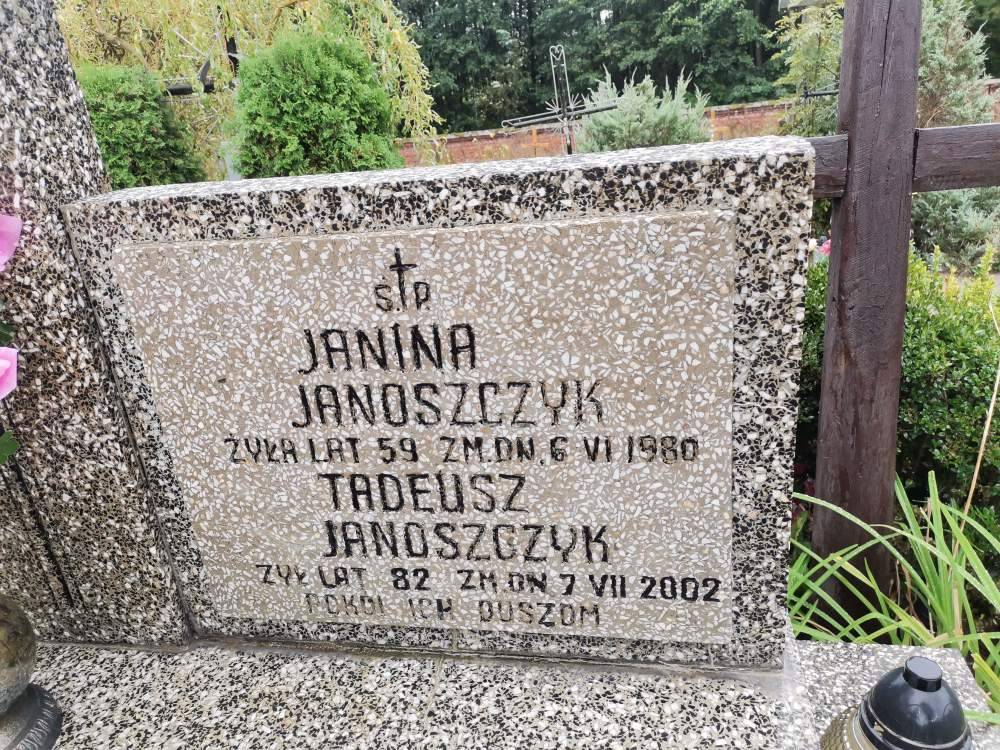 Ś.P.
JANINA
JANOSZCZYK
ŻYŁA LAT 59 ZM.DN.6 VI 1980
TADEUSZ
JANOSZCZYK
ŻYŁ LAT 82 ZM.DN 7 VII 2002
POKÓJ ICH DUSZOM